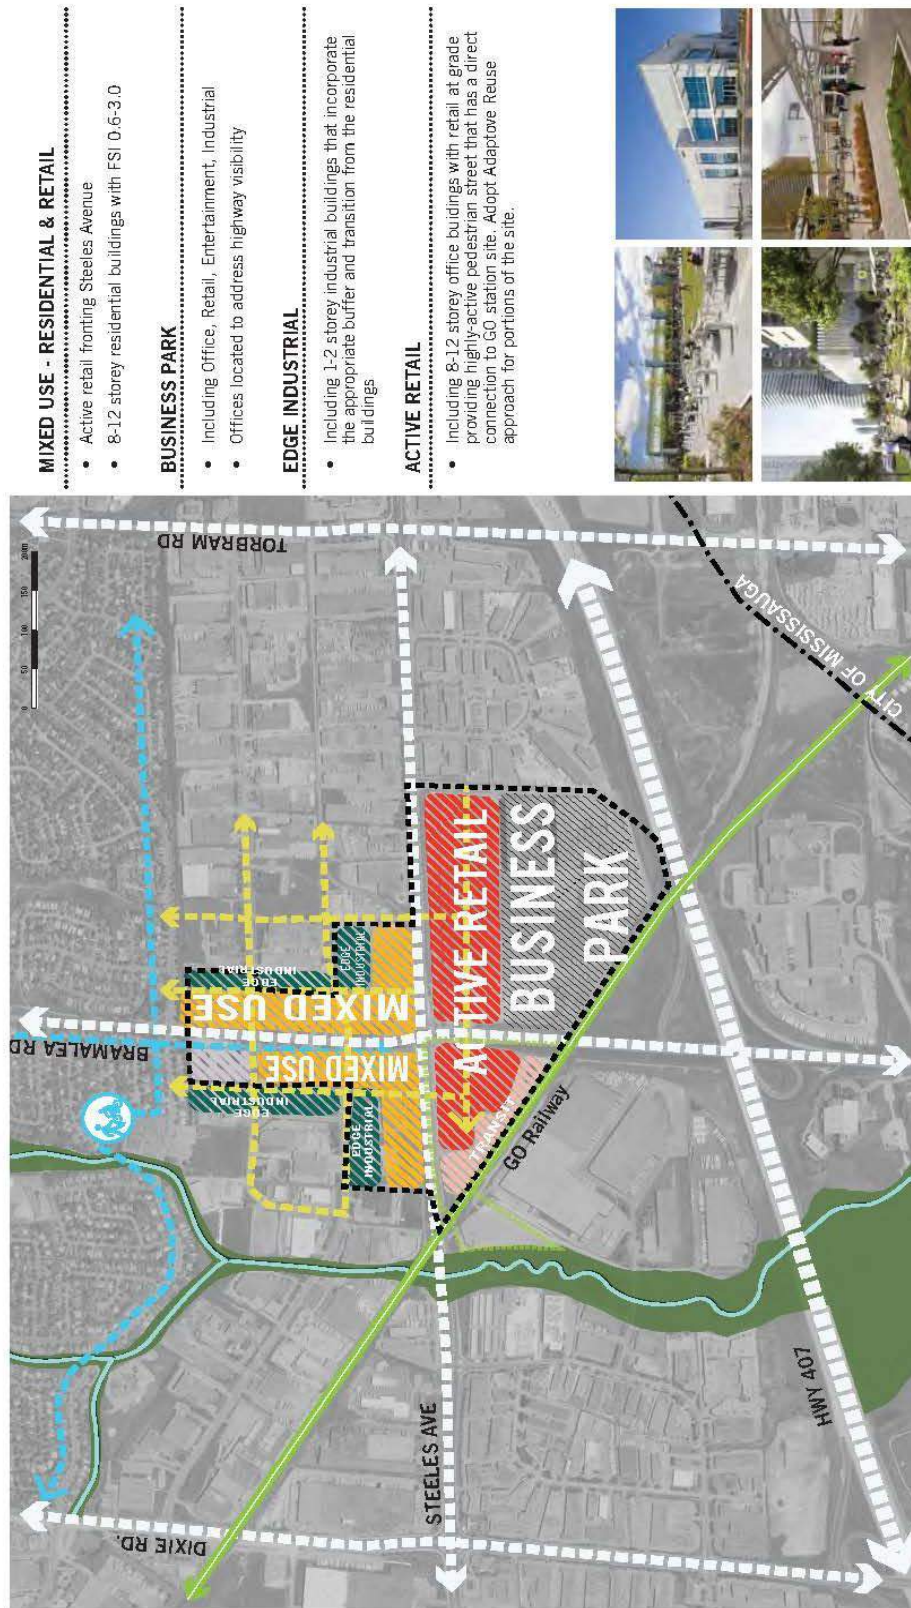 MIXED USE - RESIDENTIAL & RETAIL
• Active retail fronting Steeles Avenue
• 8-12 storey residential buildings with FSI 0.6-3.0
BUSINESS PARK
• Including Office, Retail, Entertainment, Industrial
• Offices located to address highway visibility
EDGE INDUSTRIAL
• Including 1-2 storey industrial buildings that incorporate
the appropriate buffer and transition from the residential
buildings
ACTIVE RETAIL
• Including 8-12 storey office buidings with retail at grade
providing highly-active pedestrian street that has a direct
connection to GO station site. Adopt Adaptove Reuse
approach for portions of the site.
0 50 100 150 200m
TORBRAM RD
BRAMALEA RD
DIXIE RD.
STEELES AVE
HWY 407
CITY OF MISSISSAUGA
GO Railway
EDGE
INDUSTRIAL
EDGE
INDUSTRIAL
MIXED USE
MIXED USE
EDGE
INDUSTRIAL
EDGE
INDUSTRIAL
ACTIVE RETAIL
BUSINESS
PARK
TRANSIT